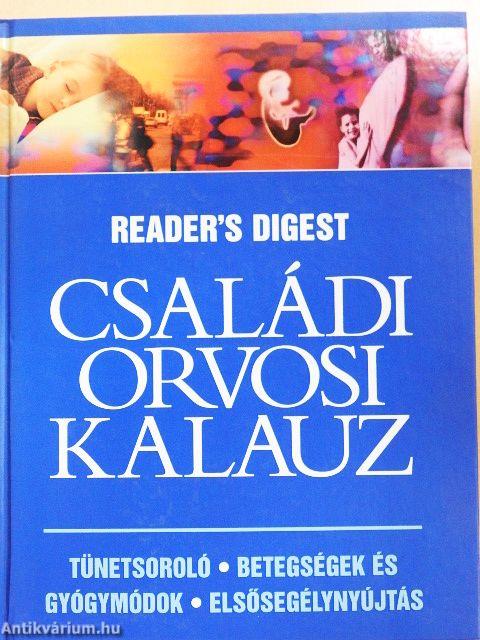 READER'S DIGEST
CSALÁDI
ORVOSI
KALAUZ
TÜNETSOROLÓ • BETEGSÉGEK ÉS
GYÓGYMÓDOK • ELSŐSEGÉLYNYÚJTÁS
Antikvárium.hu